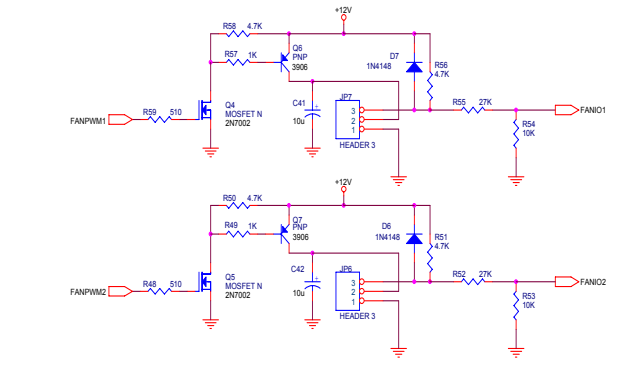 +12V
R58 4.7K
R57 1K
Q6
PNP
3906
D7
1N4148
R56
4.7K
C41
10u
JP7
3
2
1
HEADER 3
R55 27K
FANIO1
R54
10K
FANPWM1
R59 510
Q4
MOSFET N
2N7002
+12V
R50 4.7K
R49 1K
Q7
PNP
3906
D6
1N4148
R51
4.7K
C42
10u
JP6
3
2
1
HEADER 3
R52 27K
FANIO2
R53
10K
FANPWM2
R48 510
Q5
MOSFET N
2N7002